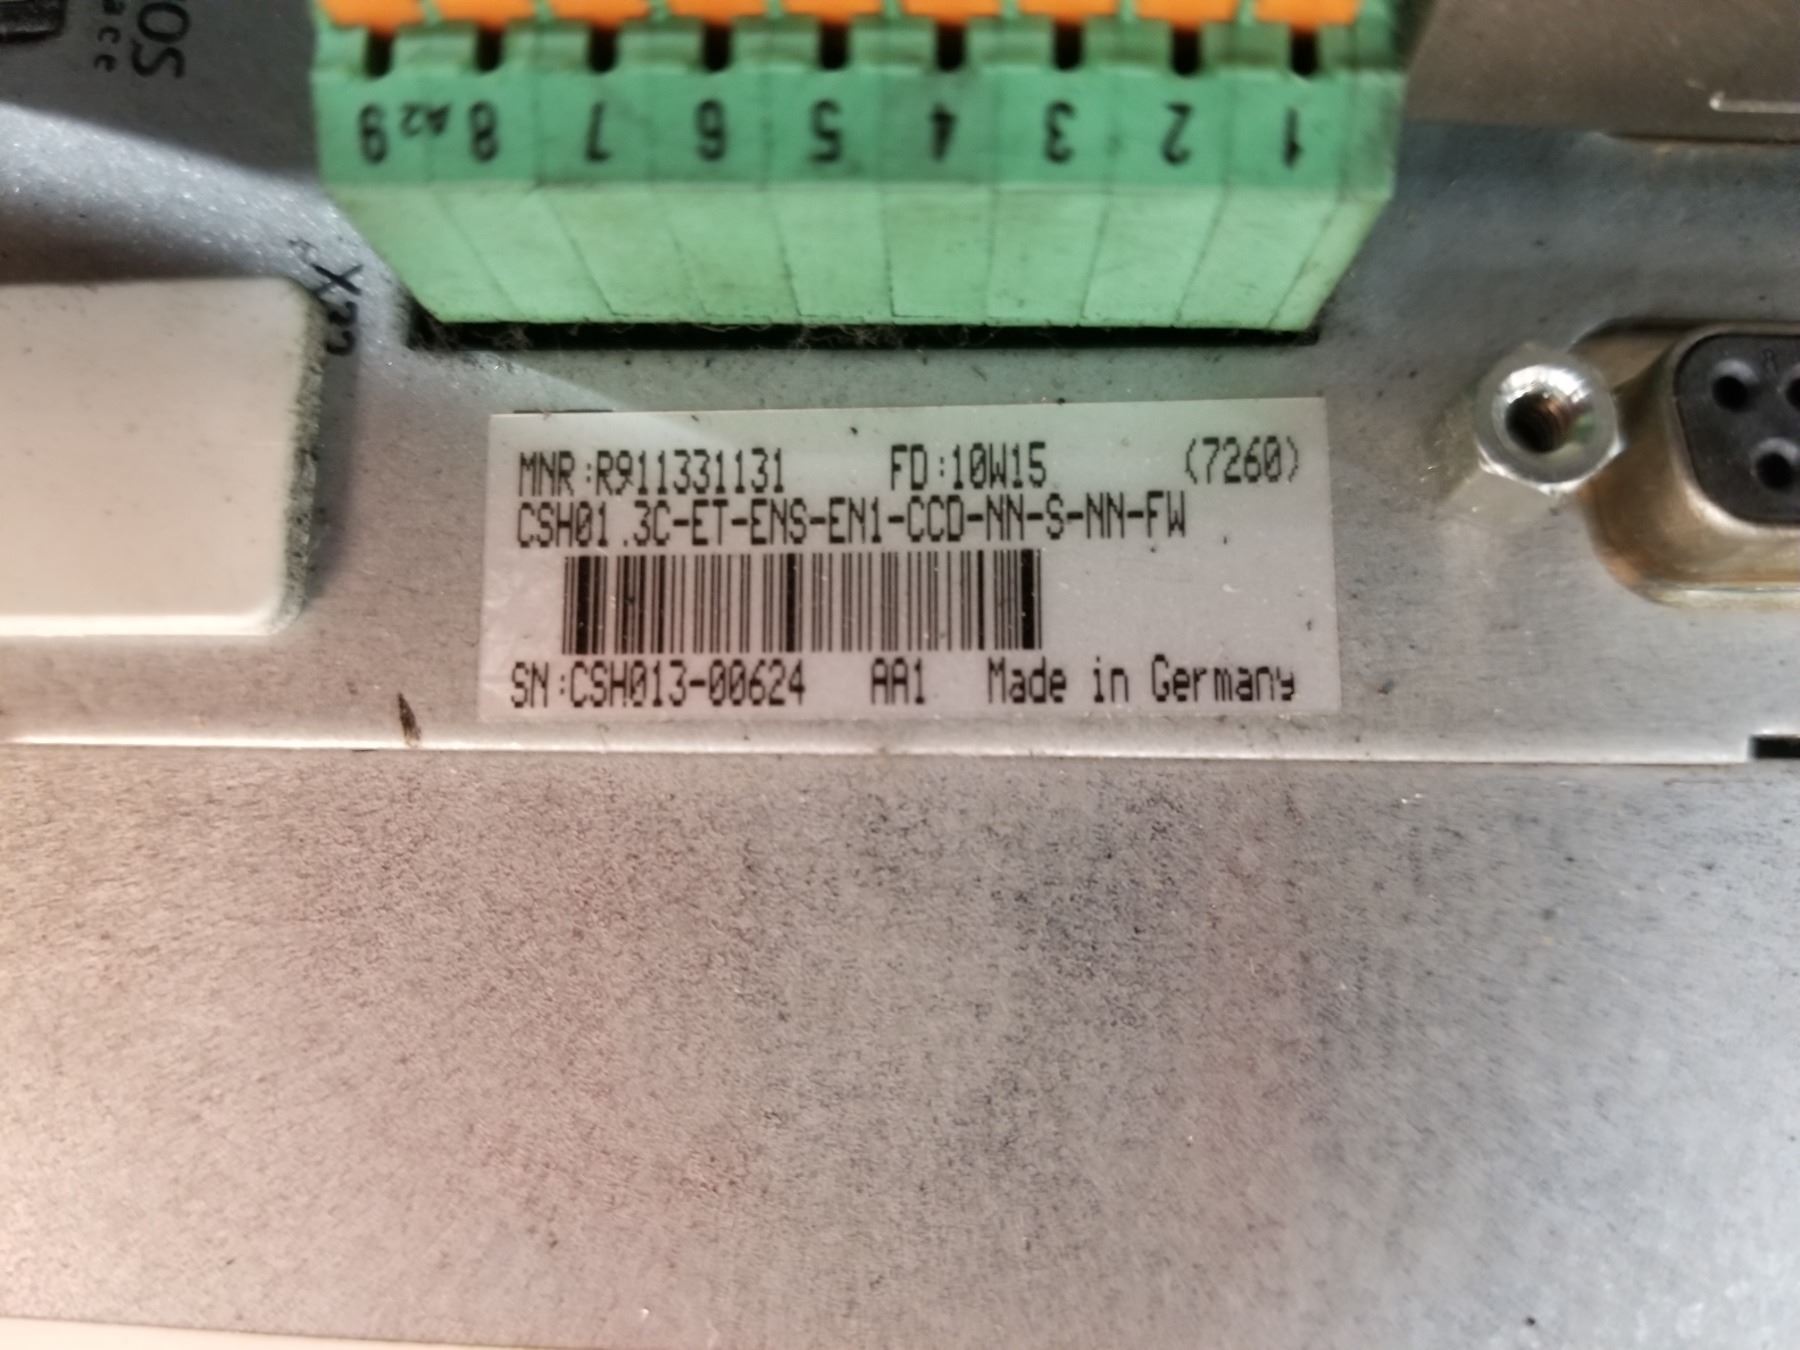 9 A2 8 7 6 5 4 3 2 1
MNR:R911331131 FD:10W15 (7260)
CSH01.3C-ET-ENS-EN1-CCD-NN-S-NN-FW
SN:CSH013-00624 AA1 Made in Germany